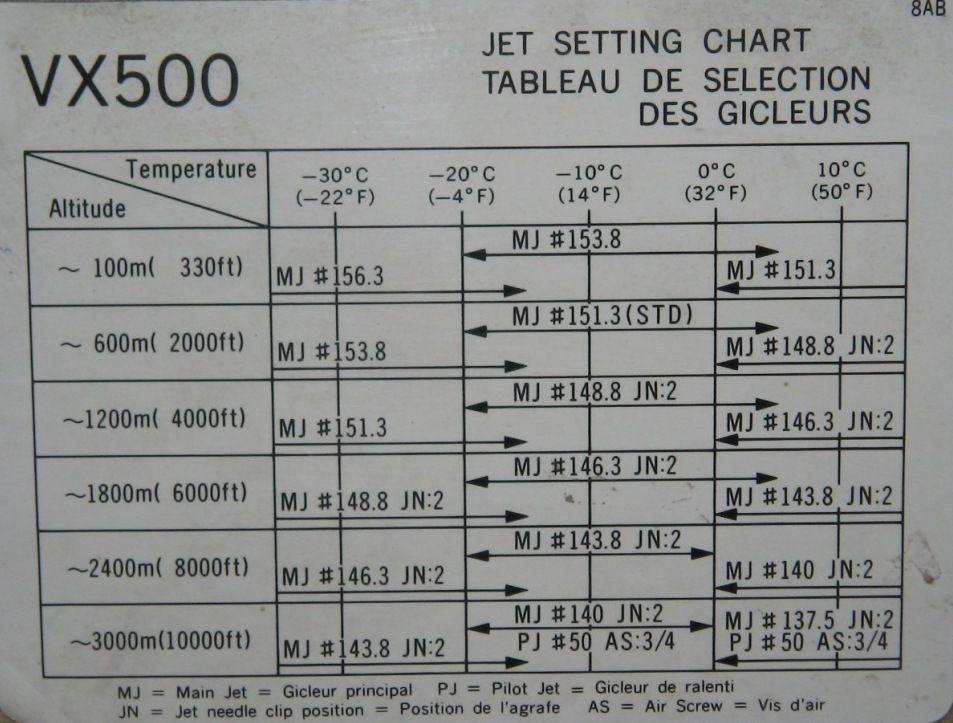 8AB
VX500
JET SETTING CHART
TABLEAU DE SELECTION
DES GICLEURS
Temperature
Altitude
−30°C −20°C −10°C 0°C 10°C
(−22°F) (−4°F) (14°F) (32°F) (50°F)
MJ #153.8
~ 100m( 330ft) MJ #156.3 MJ #151.3
MJ #151.3(STD)
~ 600m( 2000ft) MJ #153.8 MJ #148.8 JN:2
MJ #148.8 JN:2
~1200m( 4000ft) MJ #151.3 MJ #146.3 JN:2
MJ #146.3 JN:2
~1800m( 6000ft) MJ #148.8 JN:2 MJ #143.8 JN:2
MJ #143.8 JN:2
~2400m( 8000ft) MJ #146.3 JN:2 MJ #140 JN:2
MJ #140 JN:2 MJ #137.5 JN:2
PJ #50 AS:3/4 PJ #50 AS:3/4
~3000m(10000ft) MJ #143.8 JN:2
MJ = Main Jet = Gicleur principal PJ = Pilot Jet = Gicleur de ralenti
JN = Jet needle clip position = Position de l'agrafe AS = Air Screw = Vis d'air